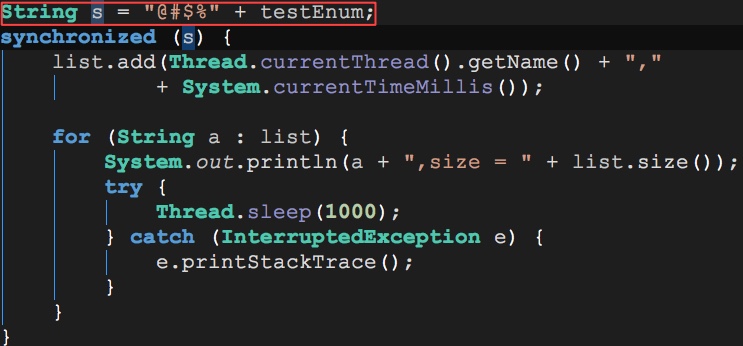 String s = "@#$%" + testEnum;
synchronized (s) {
list.add(Thread.currentThread().getName() + ","
+ System.currentTimeMillis());
for (String a : list) {
System.out.println(a + ",size = " + list.size());
try {
Thread.sleep(1000);
} catch (InterruptedException e) {
e.printStackTrace();
}
}
}